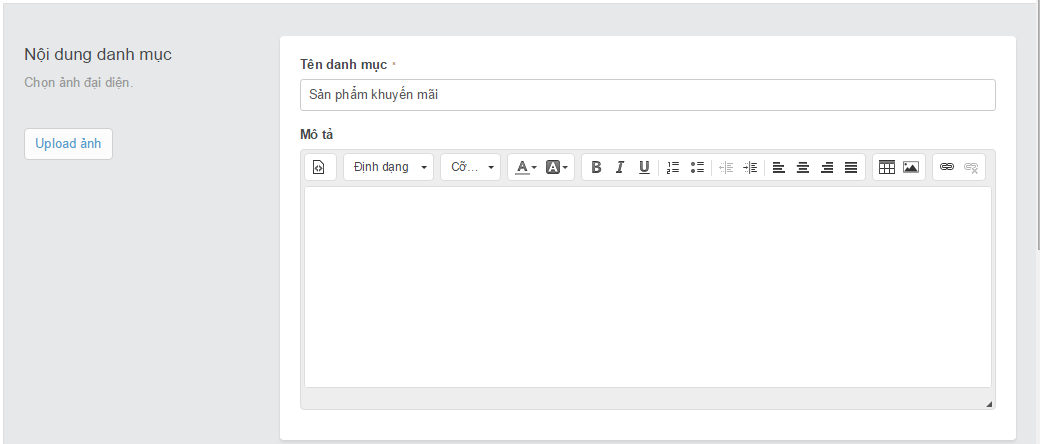 Nội dung danh mục
Chọn ảnh đại diện.
Upload ảnh
Tên danh mục *
Sản phẩm khuyến mãi
Mô tả
Định dạng Cỡ... A A B I U